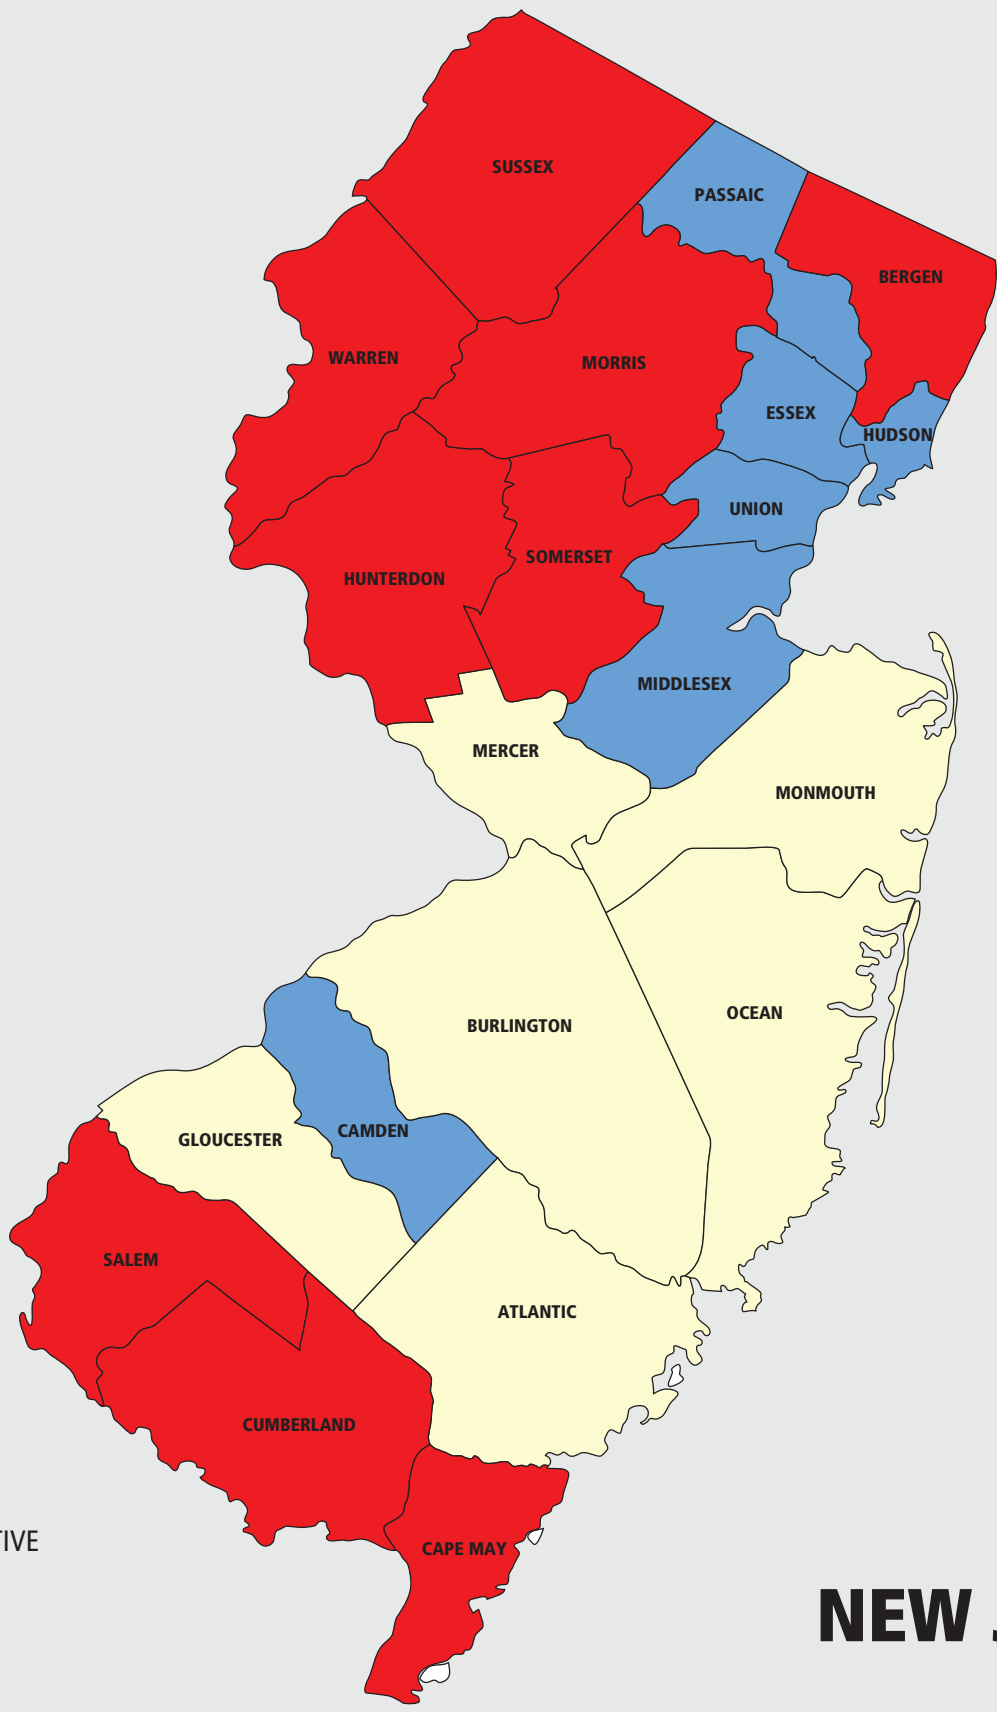 SUSSEX
PASSAIC
BERGEN
WARREN
MORRIS
ESSEX
HUDSON
UNION
SOMERSET
HUNTERDON
MIDDLESEX
MERCER
MONMOUTH
OCEAN
BURLINGTON
CAMDEN
GLOUCESTER
SALEM
ATLANTIC
CUMBERLAND
TIVE
CAPE MAY
NEW